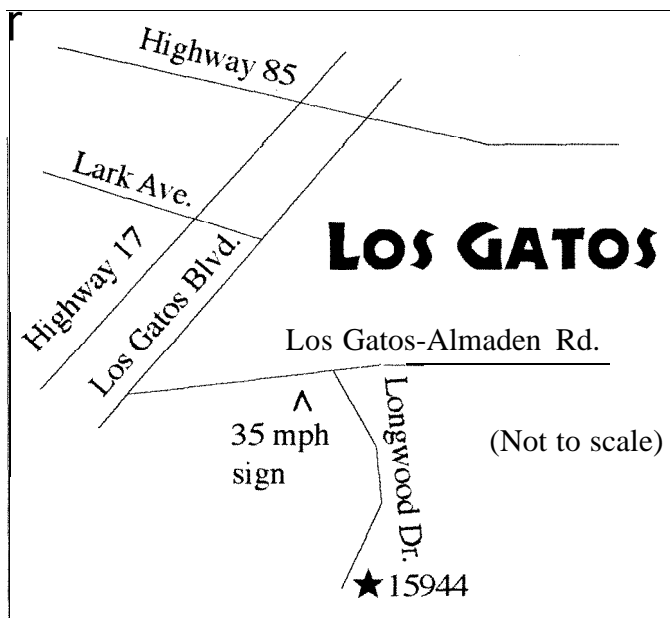 r
Highway 85
Lark Ave.
Highway 17
Los Gatos Blvd.
LOS GATOS
Los Gatos-Almaden Rd.
^
35 mph
sign
Longwood Dr.
(Not to scale)
★15944